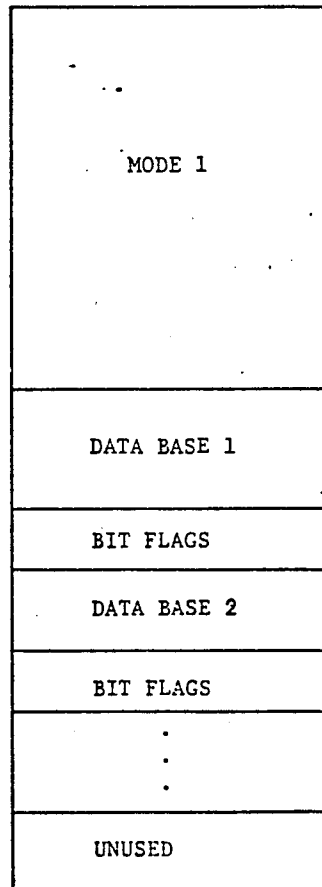 MODE 1
DATA BASE 1
BIT FLAGS
DATA BASE 2
BIT FLAGS
.
.
.
UNUSED